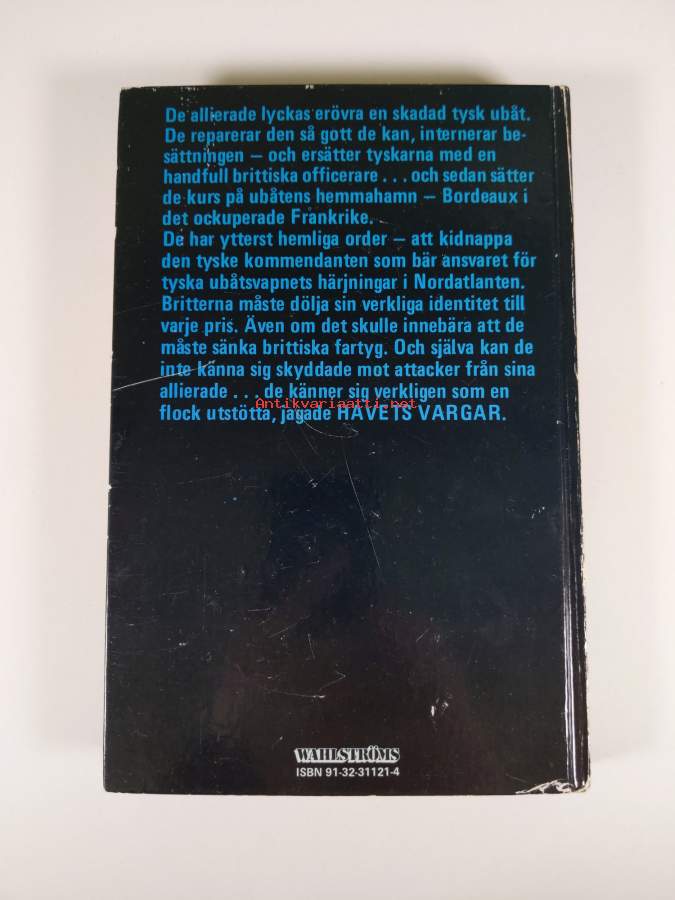 De allierade lyckas erövra en skadad tysk ubåt.
De reparerar den så gott de kan, internerar be-
sättningen – och ersätter tyskarna med en
handfull brittiska officerare . . . och sedan sätter
de kurs på ubåtens hemmahamn – Bordeaux i
det ockuperade Frankrike.
De har ytterst hemliga order – att kidnappa
den tyske kommendanten som bär ansvaret för
tyska ubåtsvapnets härjningar i Nordatlanten.
Britterna måste dölja sin verkliga identitet till
varje pris. Även om det skulle innebära att de
måste sänka brittiska fartyg. Och själva kan de
inte känna sig skyddade mot attacker från sina
allierade . . . de känner sig verkligen som en
Antikvariaatti.net
flock utstötta, jagade HAVETS VARGAR.
WAHLSTRÖMS
ISBN 91-32-31121-4